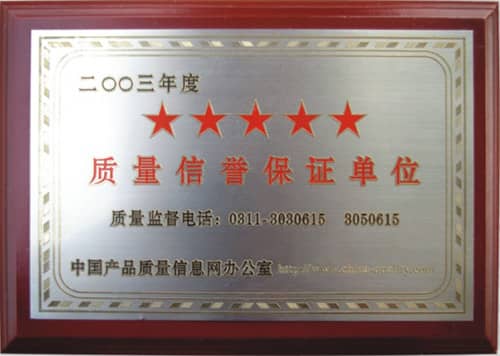 二〇〇三年度
★★★★★
质量信誉保证单位
质量监督电话：0311-3030615 3050615
中国产品质量信息网办公室